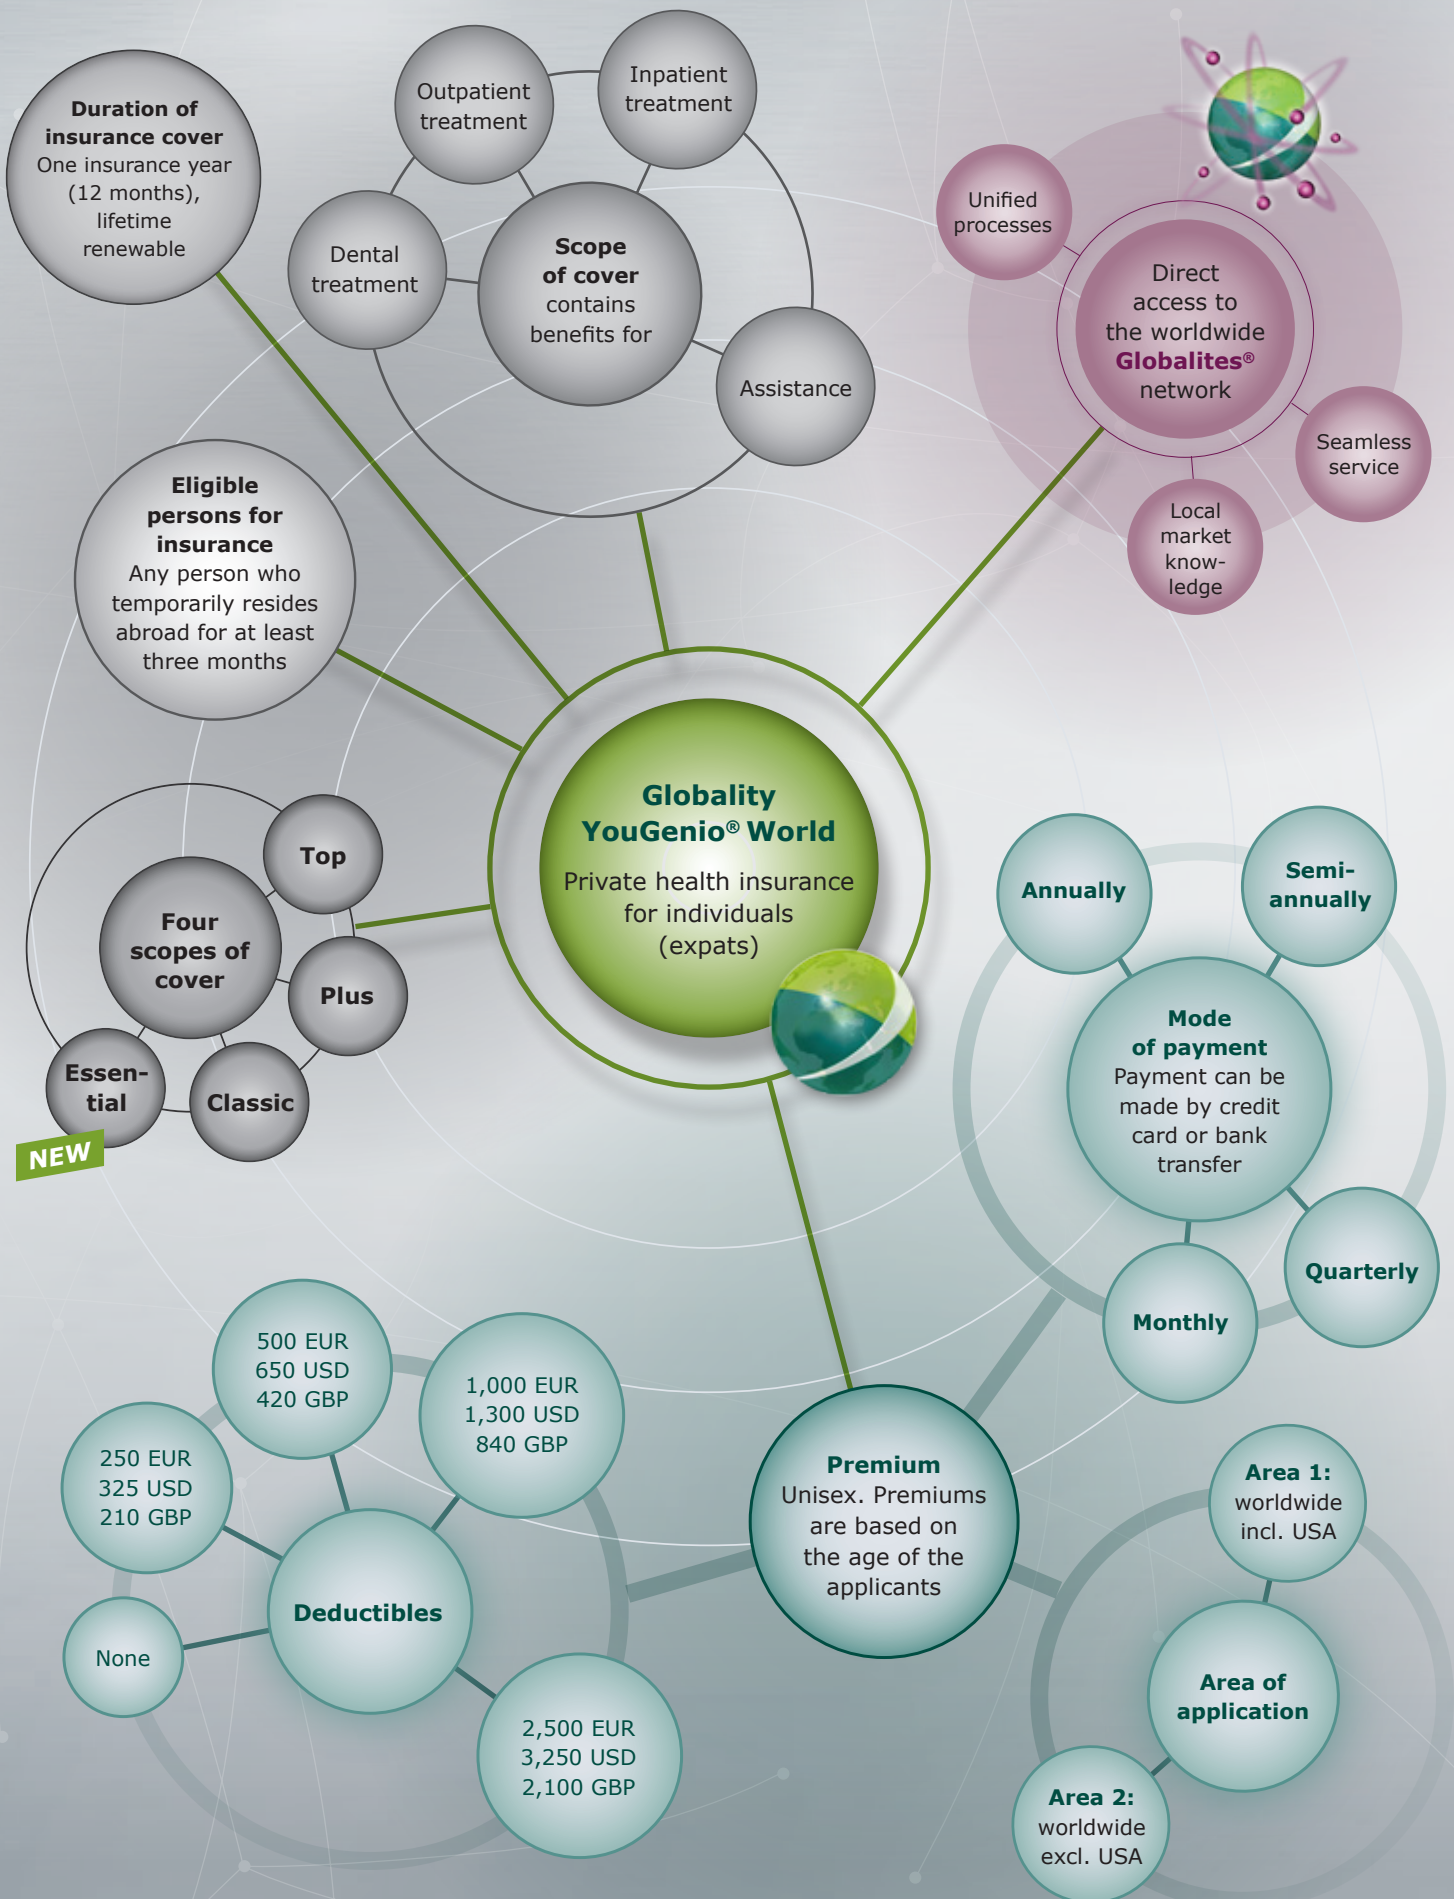 Duration of
insurance cover
One insurance year
(12 months),
lifetime
renewable
Outpatient
treatment
Inpatient
treatment
Dental
treatment
Scope
of cover
contains
benefits for
Assistance
Unified
processes
Direct
access to
the worldwide
Globalites®
network
Seamless
service
Local
market
know-
ledge
Eligible
persons for
insurance
Any person who
temporarily resides
abroad for at least
three months
Globality
YouGenio® World
Private health insurance
for individuals
(expats)
Four
scopes of
cover
Top
Plus
Classic
Essen-
tial
NEW
Annually
Semi-
annually
Mode
of payment
Payment can be
made by credit
card or bank
transfer
Quarterly
Monthly
500 EUR
650 USD
420 GBP
1,000 EUR
1,300 USD
840 GBP
250 EUR
325 USD
210 GBP
Deductibles
None
2,500 EUR
3,250 USD
2,100 GBP
Premium
Unisex. Premiums
are based on
the age of the
applicants
Area 1:
worldwide
incl. USA
Area of
application
Area 2:
worldwide
excl. USA